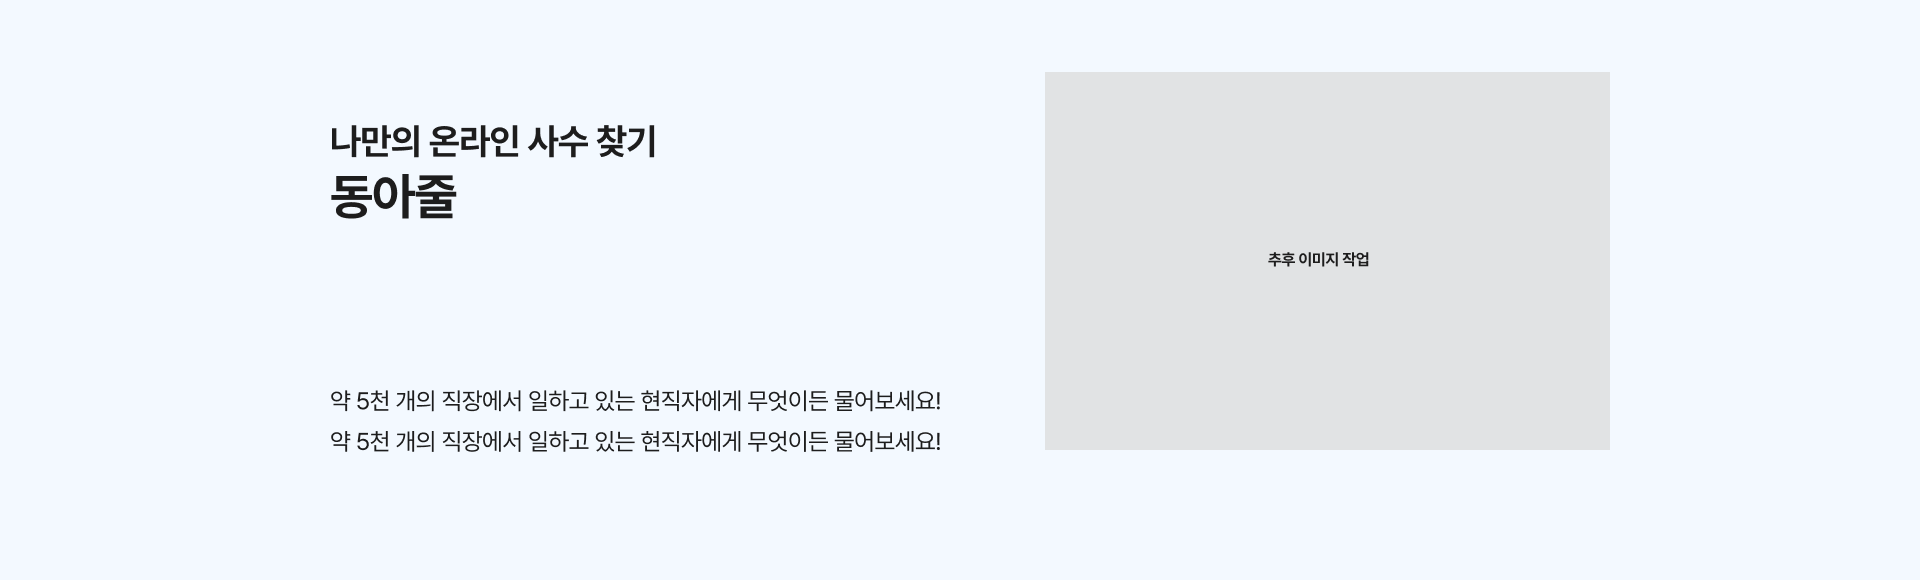 나만의 온라인 사수 찾기
동아줄
약 5천 개의 직장에서 일하고 있는 현직자에게 무엇이든 물어보세요!
약 5천 개의 직장에서 일하고 있는 현직자에게 무엇이든 물어보세요!
추후 이미지 작업